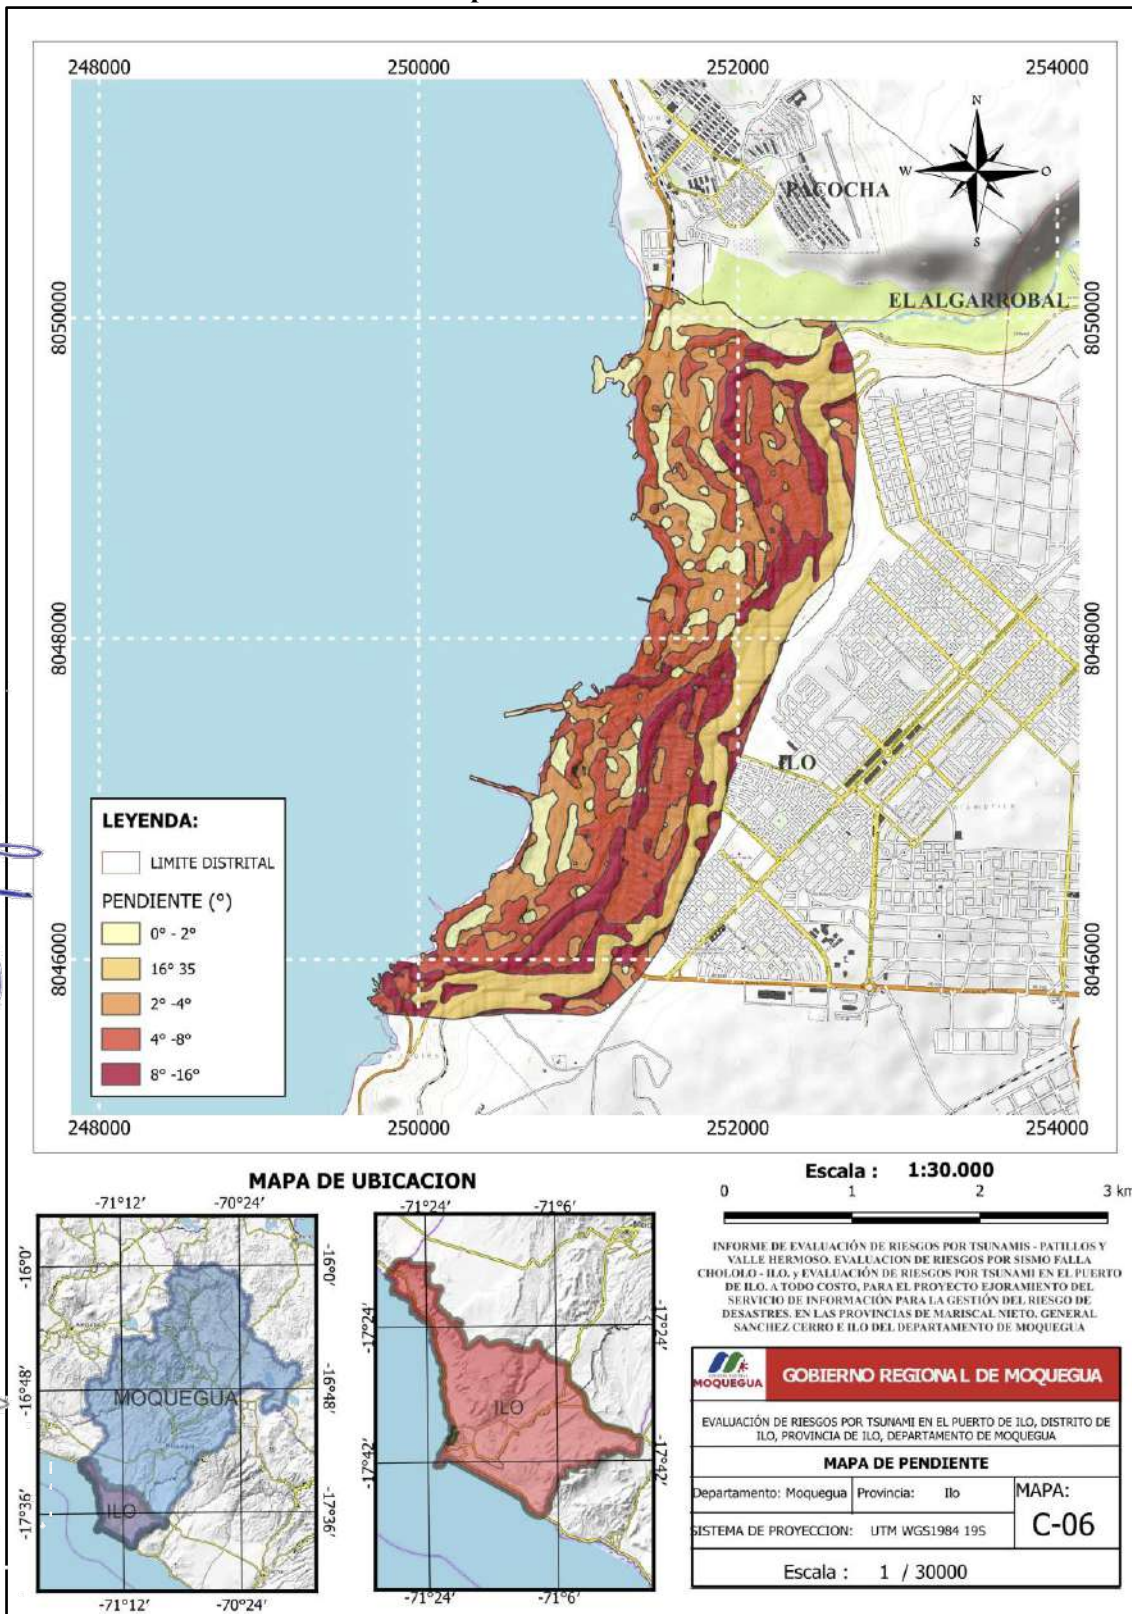 248000
250000
252000
254000
N
W
O
S
PACOCHA
EL ALGARROBAL
8050000
8050000
8048000
8048000
ILO
8046000
8046000
LEYENDA:
LIMITE DISTRITAL
PENDIENTE (°)
0° - 2°
16° 35
2° -4°
4° -8°
8° -16°
248000
250000
252000
254000
MAPA DE UBICACION
-71°12'
-70°24'
-16°0'
-16°0'
-16°48'
-16°48'
MOQUEGUA
-17°36'
-17°36'
ILO
-71°12'
-70°24'
-71°24'
-71°6'
-17°24'
-17°24'
ILO
-17°42'
-17°42'
-71°24'
-71°6'
Escala : 1:30.000
0 1 2 3 km
INFORME DE EVALUACIÓN DE RIESGOS POR TSUNAMIS - PATILLOS Y
VALLE HERMOSO. EVALUACION DE RIESGOS POR SISMO FALLA
CHOLOLO - ILO. y EVALUACIÓN DE RIESGOS POR TSUNAMI EN EL PUERTO
DE ILO. A TODO COSTO, PARA EL PROYECTO EJORAMIENTO DEL
SERVICIO DE INFORMACIÓN PARA LA GESTIÓN DEL RIESGO DE
DESASTRES, EN LAS PROVINCIAS DE MARISCAL NIETO, GENERAL
SANCHEZ CERRO E ILO DEL DEPARTAMENTO DE MOQUEGUA
MOQUEGUA
GOBIERNO REGIONAL DE MOQUEGUA
EVALUACIÓN DE RIESGOS POR TSUNAMI EN EL PUERTO DE ILO, DISTRITO DE
ILO, PROVINCIA DE ILO, DEPARTAMENTO DE MOQUEGUA
MAPA DE PENDIENTE
Departamento: Moquegua Provincia: Ilo MAPA:
SISTEMA DE PROYECCION: UTM WGS1984 19S C-06
Escala : 1 / 30000